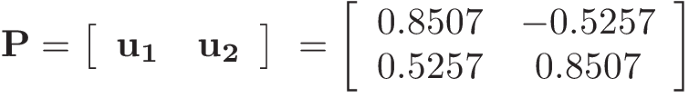 P = [ u₁ u₂ ] = [ 0.8507 −0.5257
0.5257 0.8507 ]